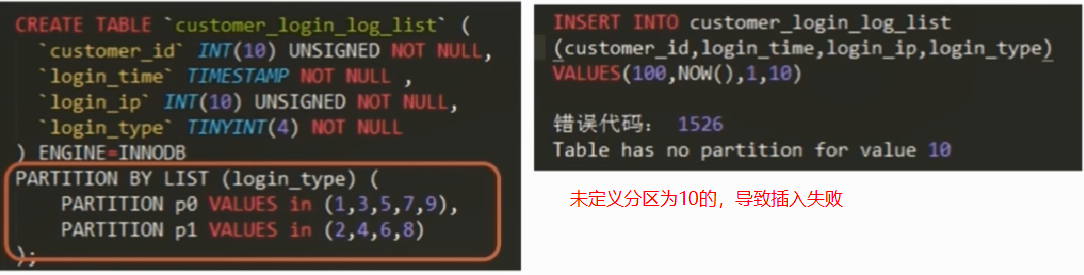 CREATE TABLE `customer_login_log_list` (
`customer_id` INT(10) UNSIGNED NOT NULL,
`login_time` TIMESTAMP NOT NULL ,
`login_ip` INT(10) UNSIGNED NOT NULL,
`login_type` TINYINT(4) NOT NULL
) ENGINE=INNODB
PARTITION BY LIST (login_type) (
PARTITION p0 VALUES in (1,3,5,7,9),
PARTITION p1 VALUES in (2,4,6,8)
);
INSERT INTO customer_login_log_list
(customer_id,login_time,login_ip,login_type)
VALUES(100,NOW(),1,10)
错误代码： 1526
Table has no partition for value 10
未定义分区为10的，导致插入失败